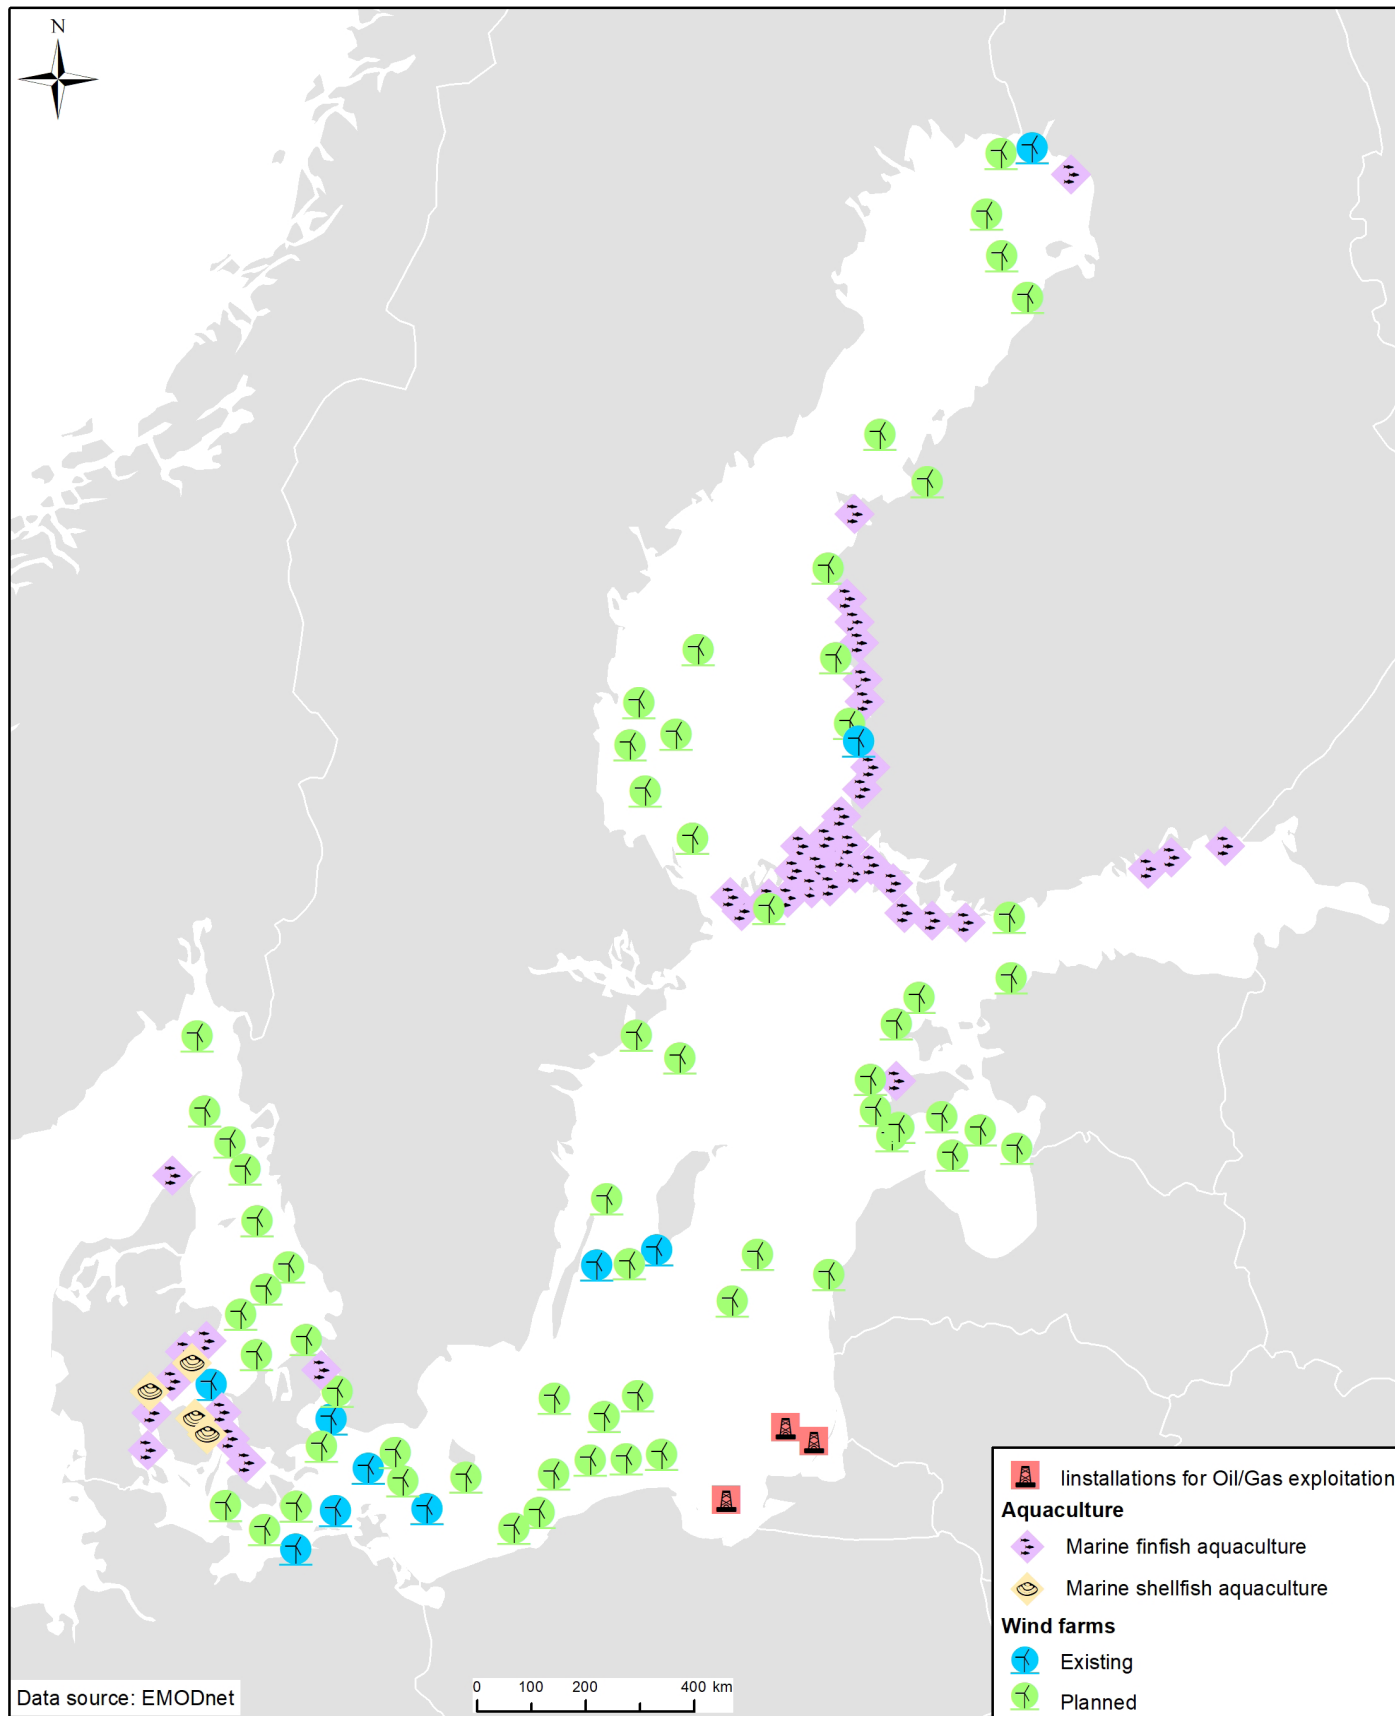 N
Iinstallations for Oil/Gas exploitation
Aquaculture
Marine finfish aquaculture
Marine shellfish aquaculture
Wind farms
Existing
Planned
Data source: EMODnet
0 100 200 400 km